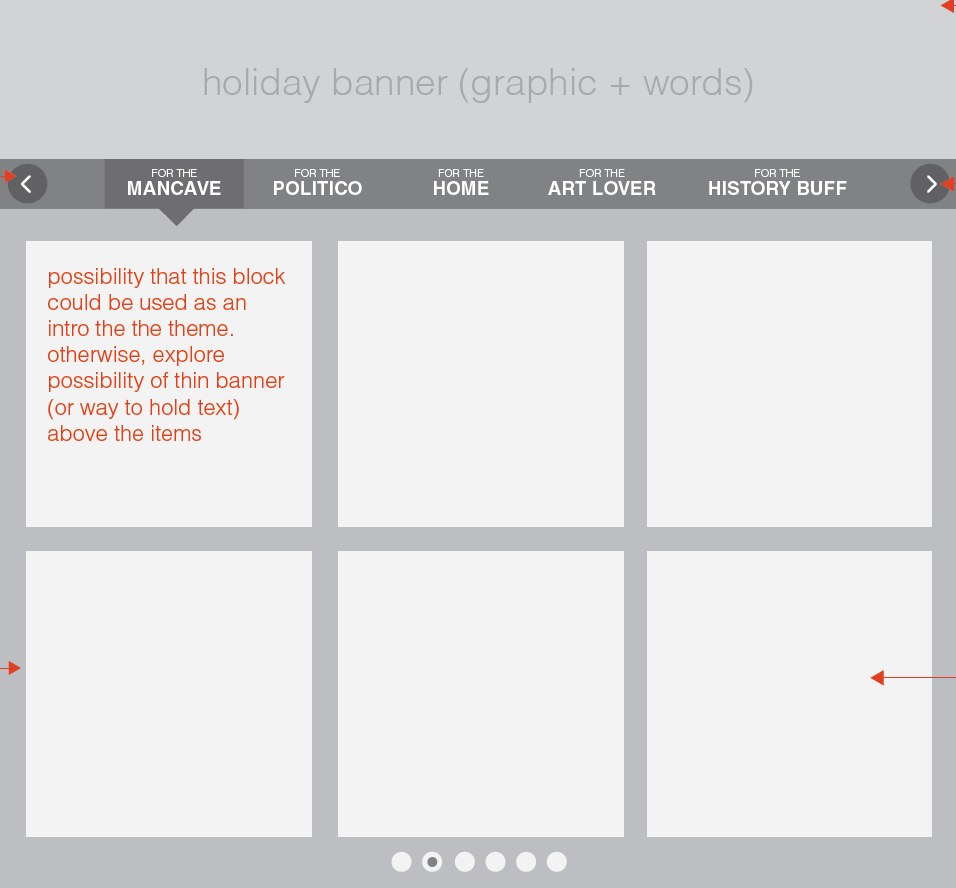 holiday banner (graphic + words)
FOR THE
MANCAVE
FOR THE
POLITICO
FOR THE
HOME
FOR THE
ART LOVER
FOR THE
HISTORY BUFF
possibility that this block
could be used as an
intro the the theme.
otherwise, explore
possibility of thin banner
(or way to hold text)
above the items